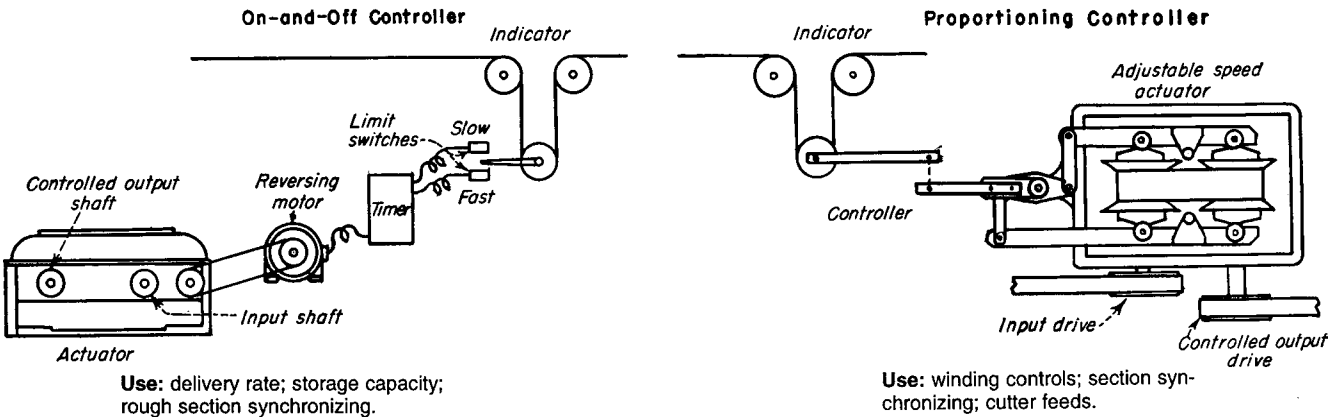 On-and-Off Controller
Indicator
Limit
switches
Slow
Fast
Timer
Reversing
motor
Controlled output
shaft
Input shaft
Actuator
Use: delivery rate; storage capacity;
rough section synchronizing.
Proportioning Controller
Indicator
Adjustable speed
actuator
Controller
Input drive
Controlled output
drive
Use: winding controls; section syn-
chronizing; cutter feeds.